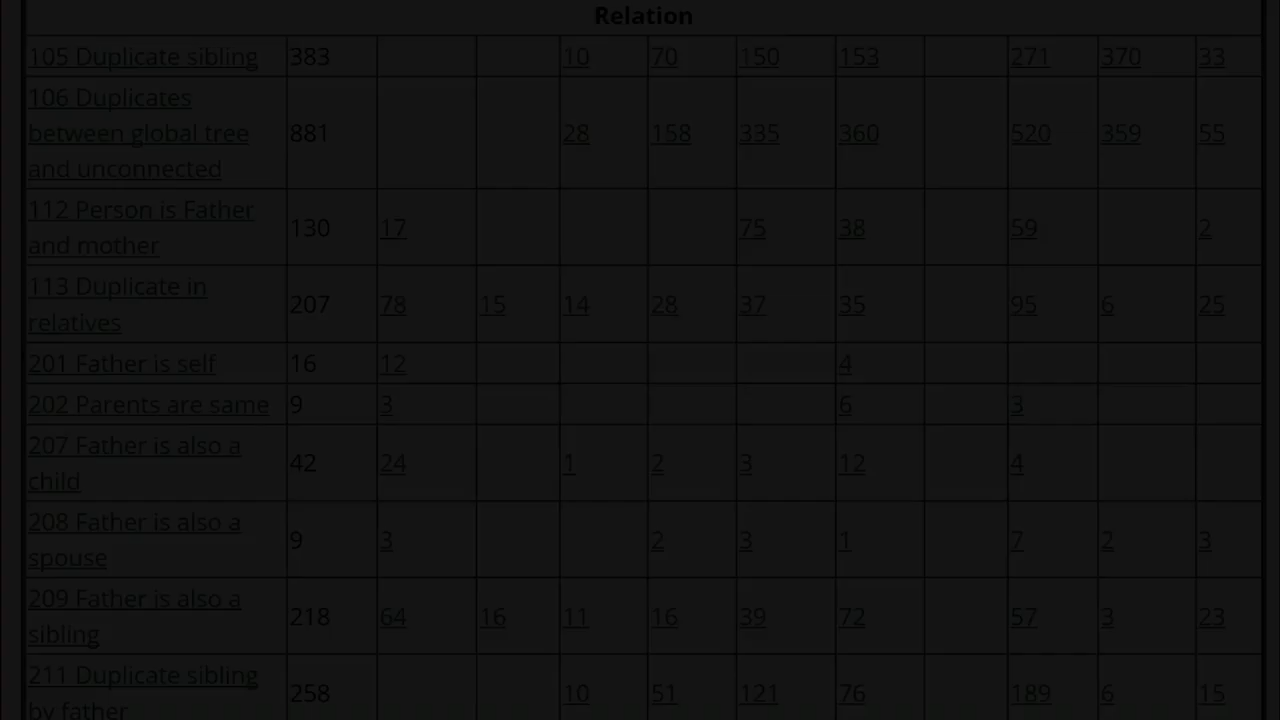 Relation
105 Duplicate sibling 383 10 70 150 153 271 370 33
106 Duplicates
between global tree 881 28 158 335 360 520 359 55
and unconnected
112 Person is Father
and mother 130 17 75 38 59 2
113 Duplicate in
relatives 207 78 15 14 28 37 35 95 6 25
201 Father is self 16 12 4
202 Parents are same 9 3 6 3
207 Father is also a
child 42 24 1 2 3 12 4
208 Father is also a
spouse 9 3 2 3 1 7 2 3
209 Father is also a
sibling 218 64 16 11 16 39 72 57 3 23
211 Duplicate sibling
by father 258 10 51 121 76 189 6 15